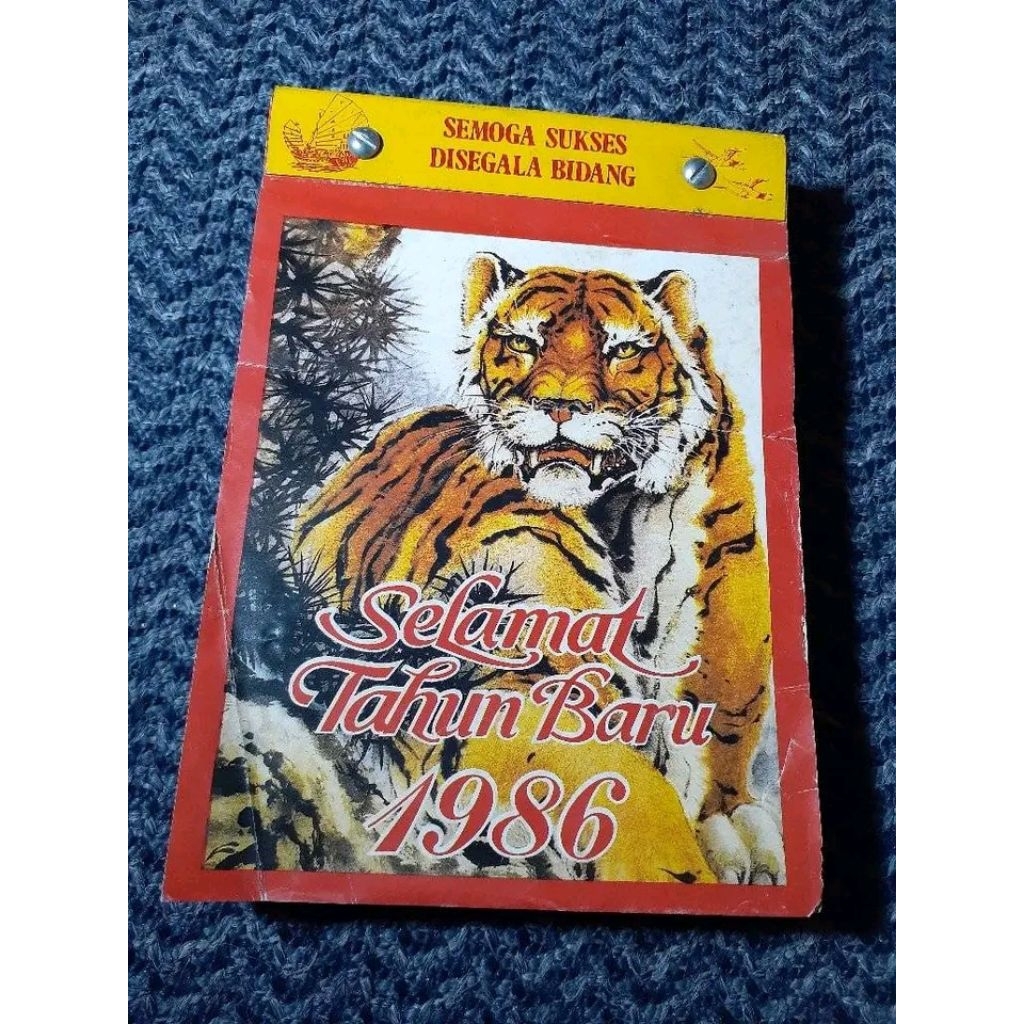 SEMOGA SUKSES
DISEGALA BIDANG
Selamat
Tahun Baru
1986